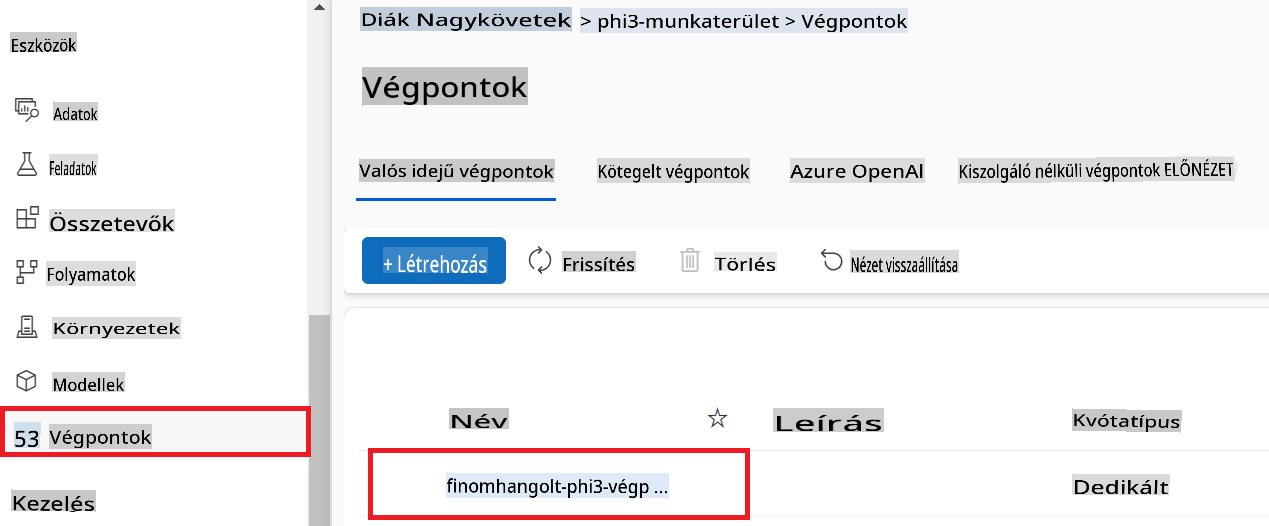 Eszközök
Adatok
Feladatok
Összetevők
Folyamatok
Környezetek
Modellek
53 Végpontok
Kezelés
Diák Nagykövetek > phi3-munkaterület > Végpontok
Végpontok
Valós idejű végpontok Kötegelt végpontok Azure OpenAI Kiszolgáló nélküli végpontok ELŐNÉZET
+ Létrehozás Frissítés Törlés Nézet visszaállítása
Név Leírás Kvótatípus
finomhangolt-phi3-végp ... Dedikált